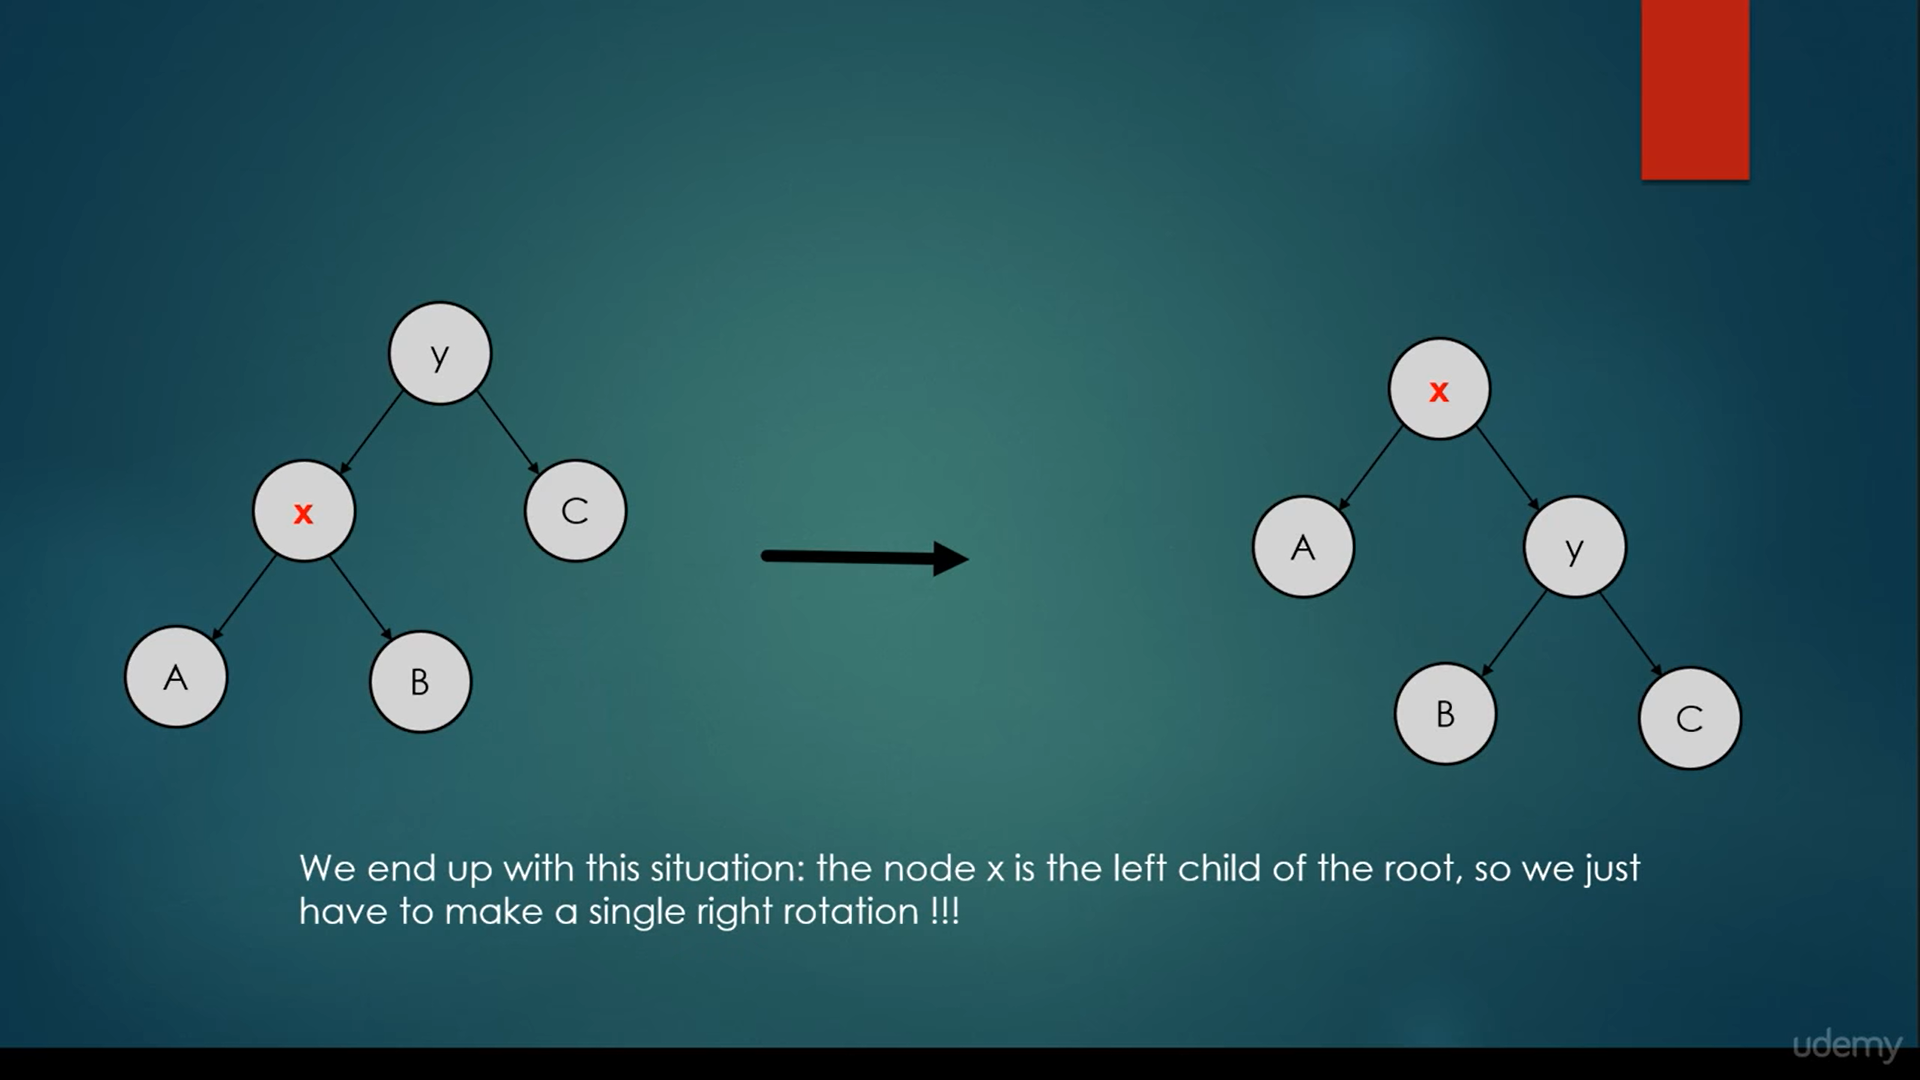 y
x
x
C
A
y
A
B
B
C
We end up with this situation: the node x is the left child of the root, so we just
have to make a single right rotation !!!
udemy